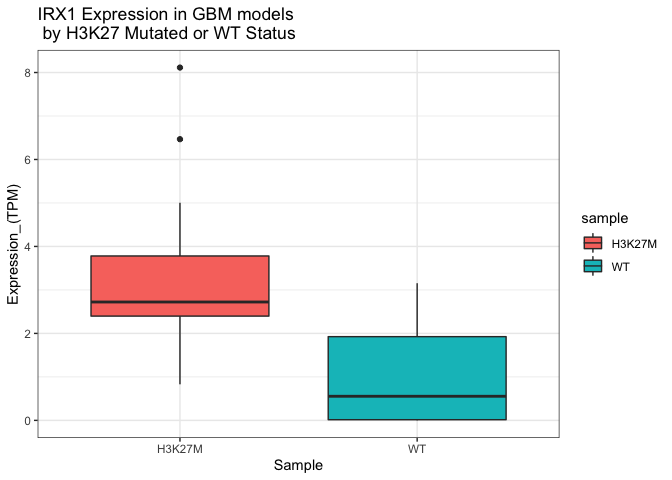 IRX1 Expression in GBM models
by H3K27 Mutated or WT Status
8
6
4
2
0
Expression_(TPM)
H3K27M
WT
Sample
sample
H3K27M
WT